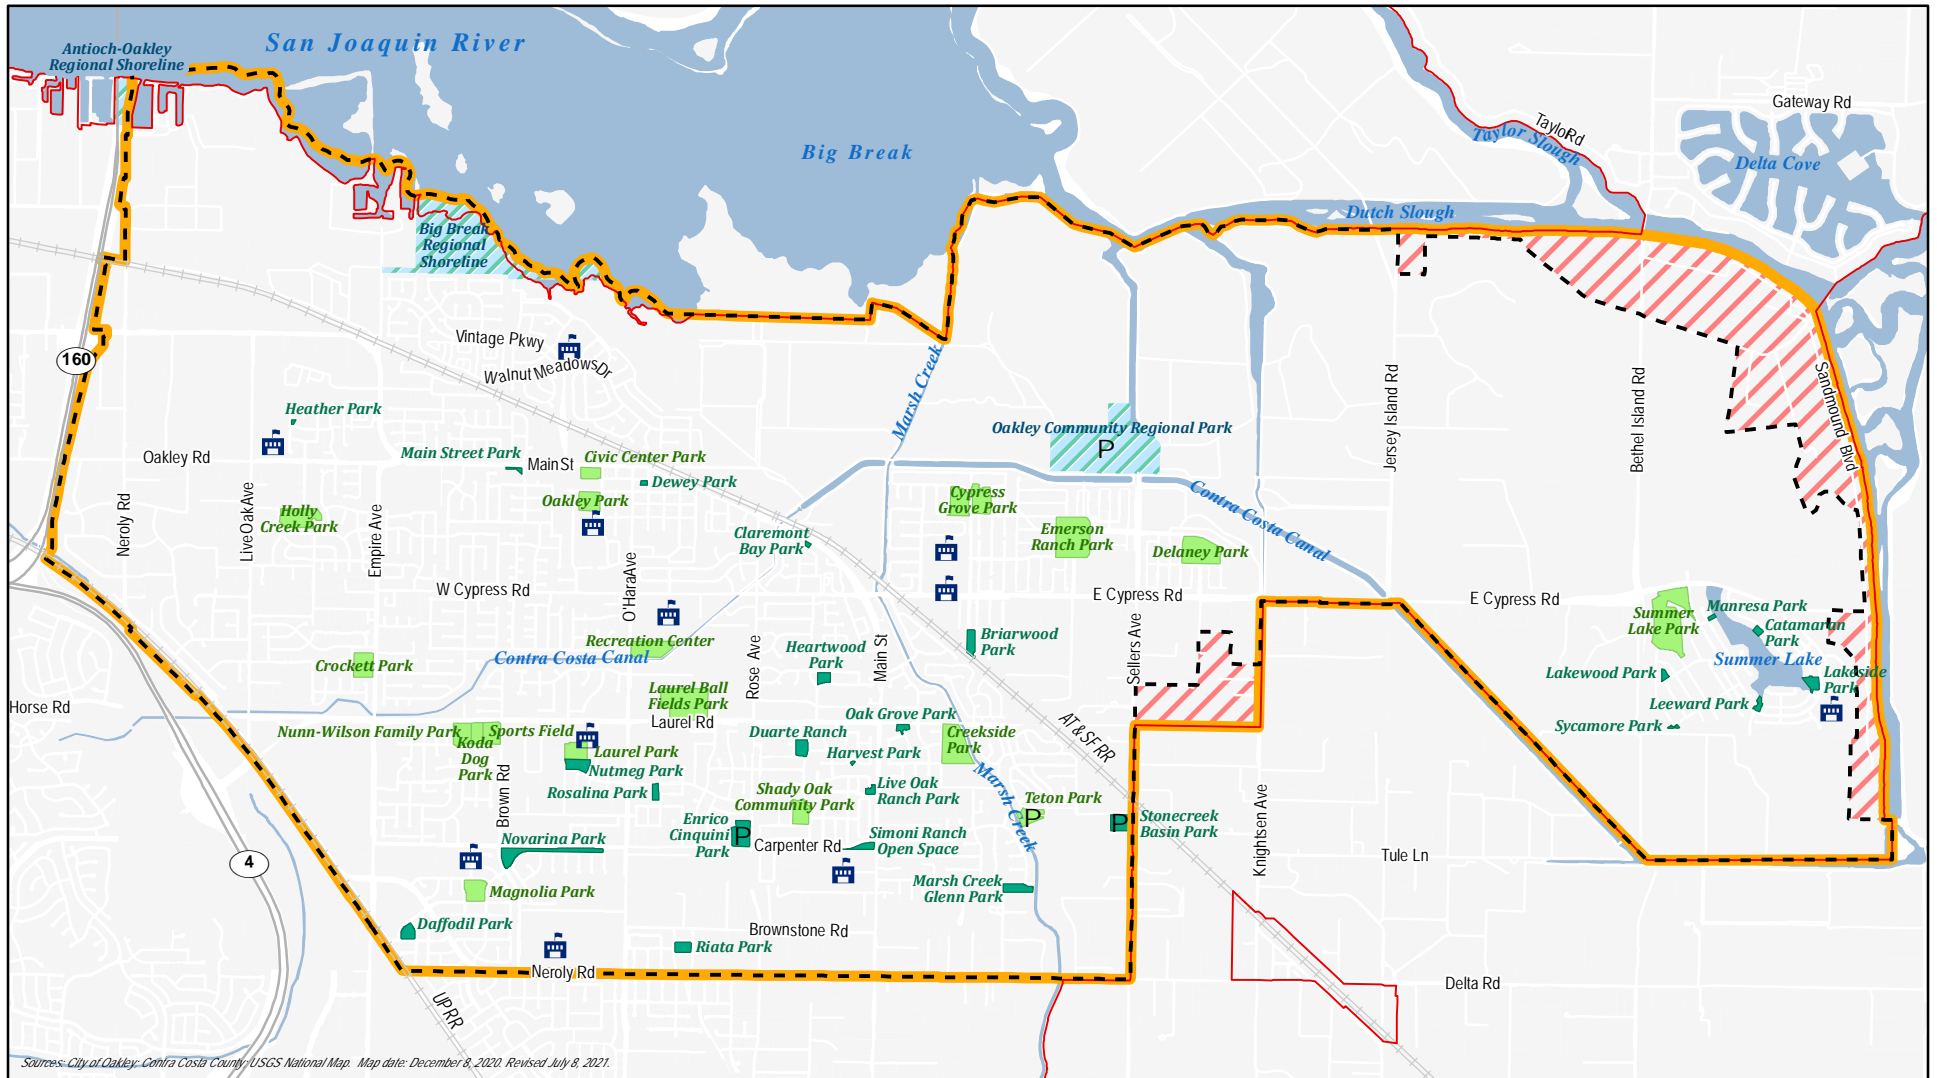 San Joaquin River
Antioch-Oakley
Regional Shoreline
Big Break
Gateway Rd
Taylor Rd
Taylor Slough
Delta Cove
Dutch Slough
Big Break
Regional
Shoreline
160
Vintage Pkwy
Walnut Meadows Dr
Marsh Creek
Jersey Island Rd
Bethel Island Rd
Sandmound Blvd
Heather Park
Oakley Community Regional Park
P
Oakley Rd
Main Street Park
Main St
Civic Center Park
Dewey Park
Oakley Park
Neroly Rd
Live Oak Ave
Holly
Creek Park
Empire Ave
Cypress
Grove Park
Contra Costa Canal
Claremont
Bay Park
Emerson
Ranch Park
Delaney Park
O'Hara Ave
W Cypress Rd
E Cypress Rd
E Cypress Rd
Summer
Lake Park
Manresa Park
Catamaran
Park
Recreation Center
Contra Costa Canal
Crockett Park
Rose Ave
Heartwood
Park
Main St
Briarwood
Park
Sellers Ave
Summer Lake
Lakewood Park
Lakeside
Park
Leeward Park
Sycamore Park
Horse Rd
Laurel Ball
Fields Park
Laurel Rd
Nunn-Wilson Family Park
Sports Field
Koda
Dog
Park
Laurel Park
Nutmeg Park
Rosalina Park
Duarte Ranch
Oak Grove Park
Harvest Park
Creekside
Park
AT & SF RR
Marsh Creek
Brown Rd
Shady Oak
Community Park
Live Oak
Ranch Park
Teton Park
P
Enrico
Cinquini
Park
P
Carpenter Rd
Simoni Ranch
Open Space
P
Stonecreek
Basin Park
Knightsen Ave
Tule Ln
Novarina Park
4
Magnolia Park
Marsh Creek
Glenn Park
Daffodil Park
Brownstone Rd
Riata Park
Neroly Rd
Delta Rd
UPRR
Sources: City of Oakley; Contra Costa County; USGS National Map. Map date: December 8, 2020. Revised July 8, 2021.